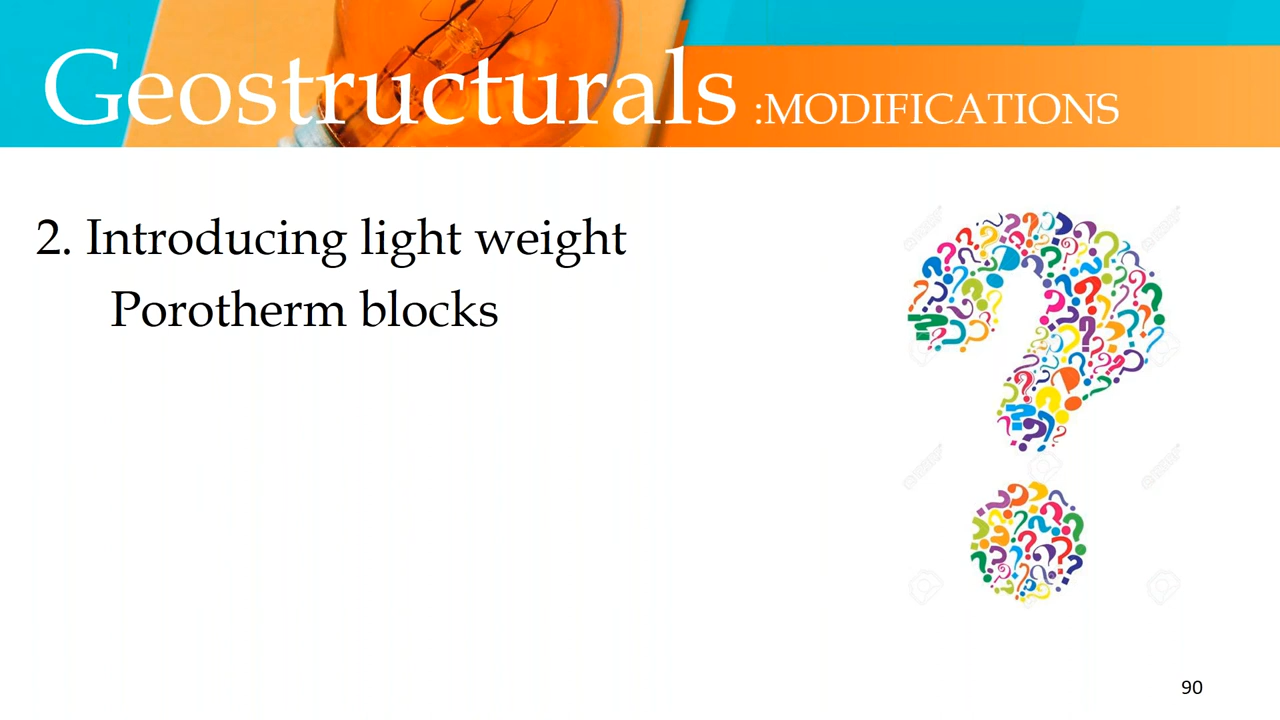 Geostructurals :MODIFICATIONS
2. Introducing light weight
Porotherm blocks
90